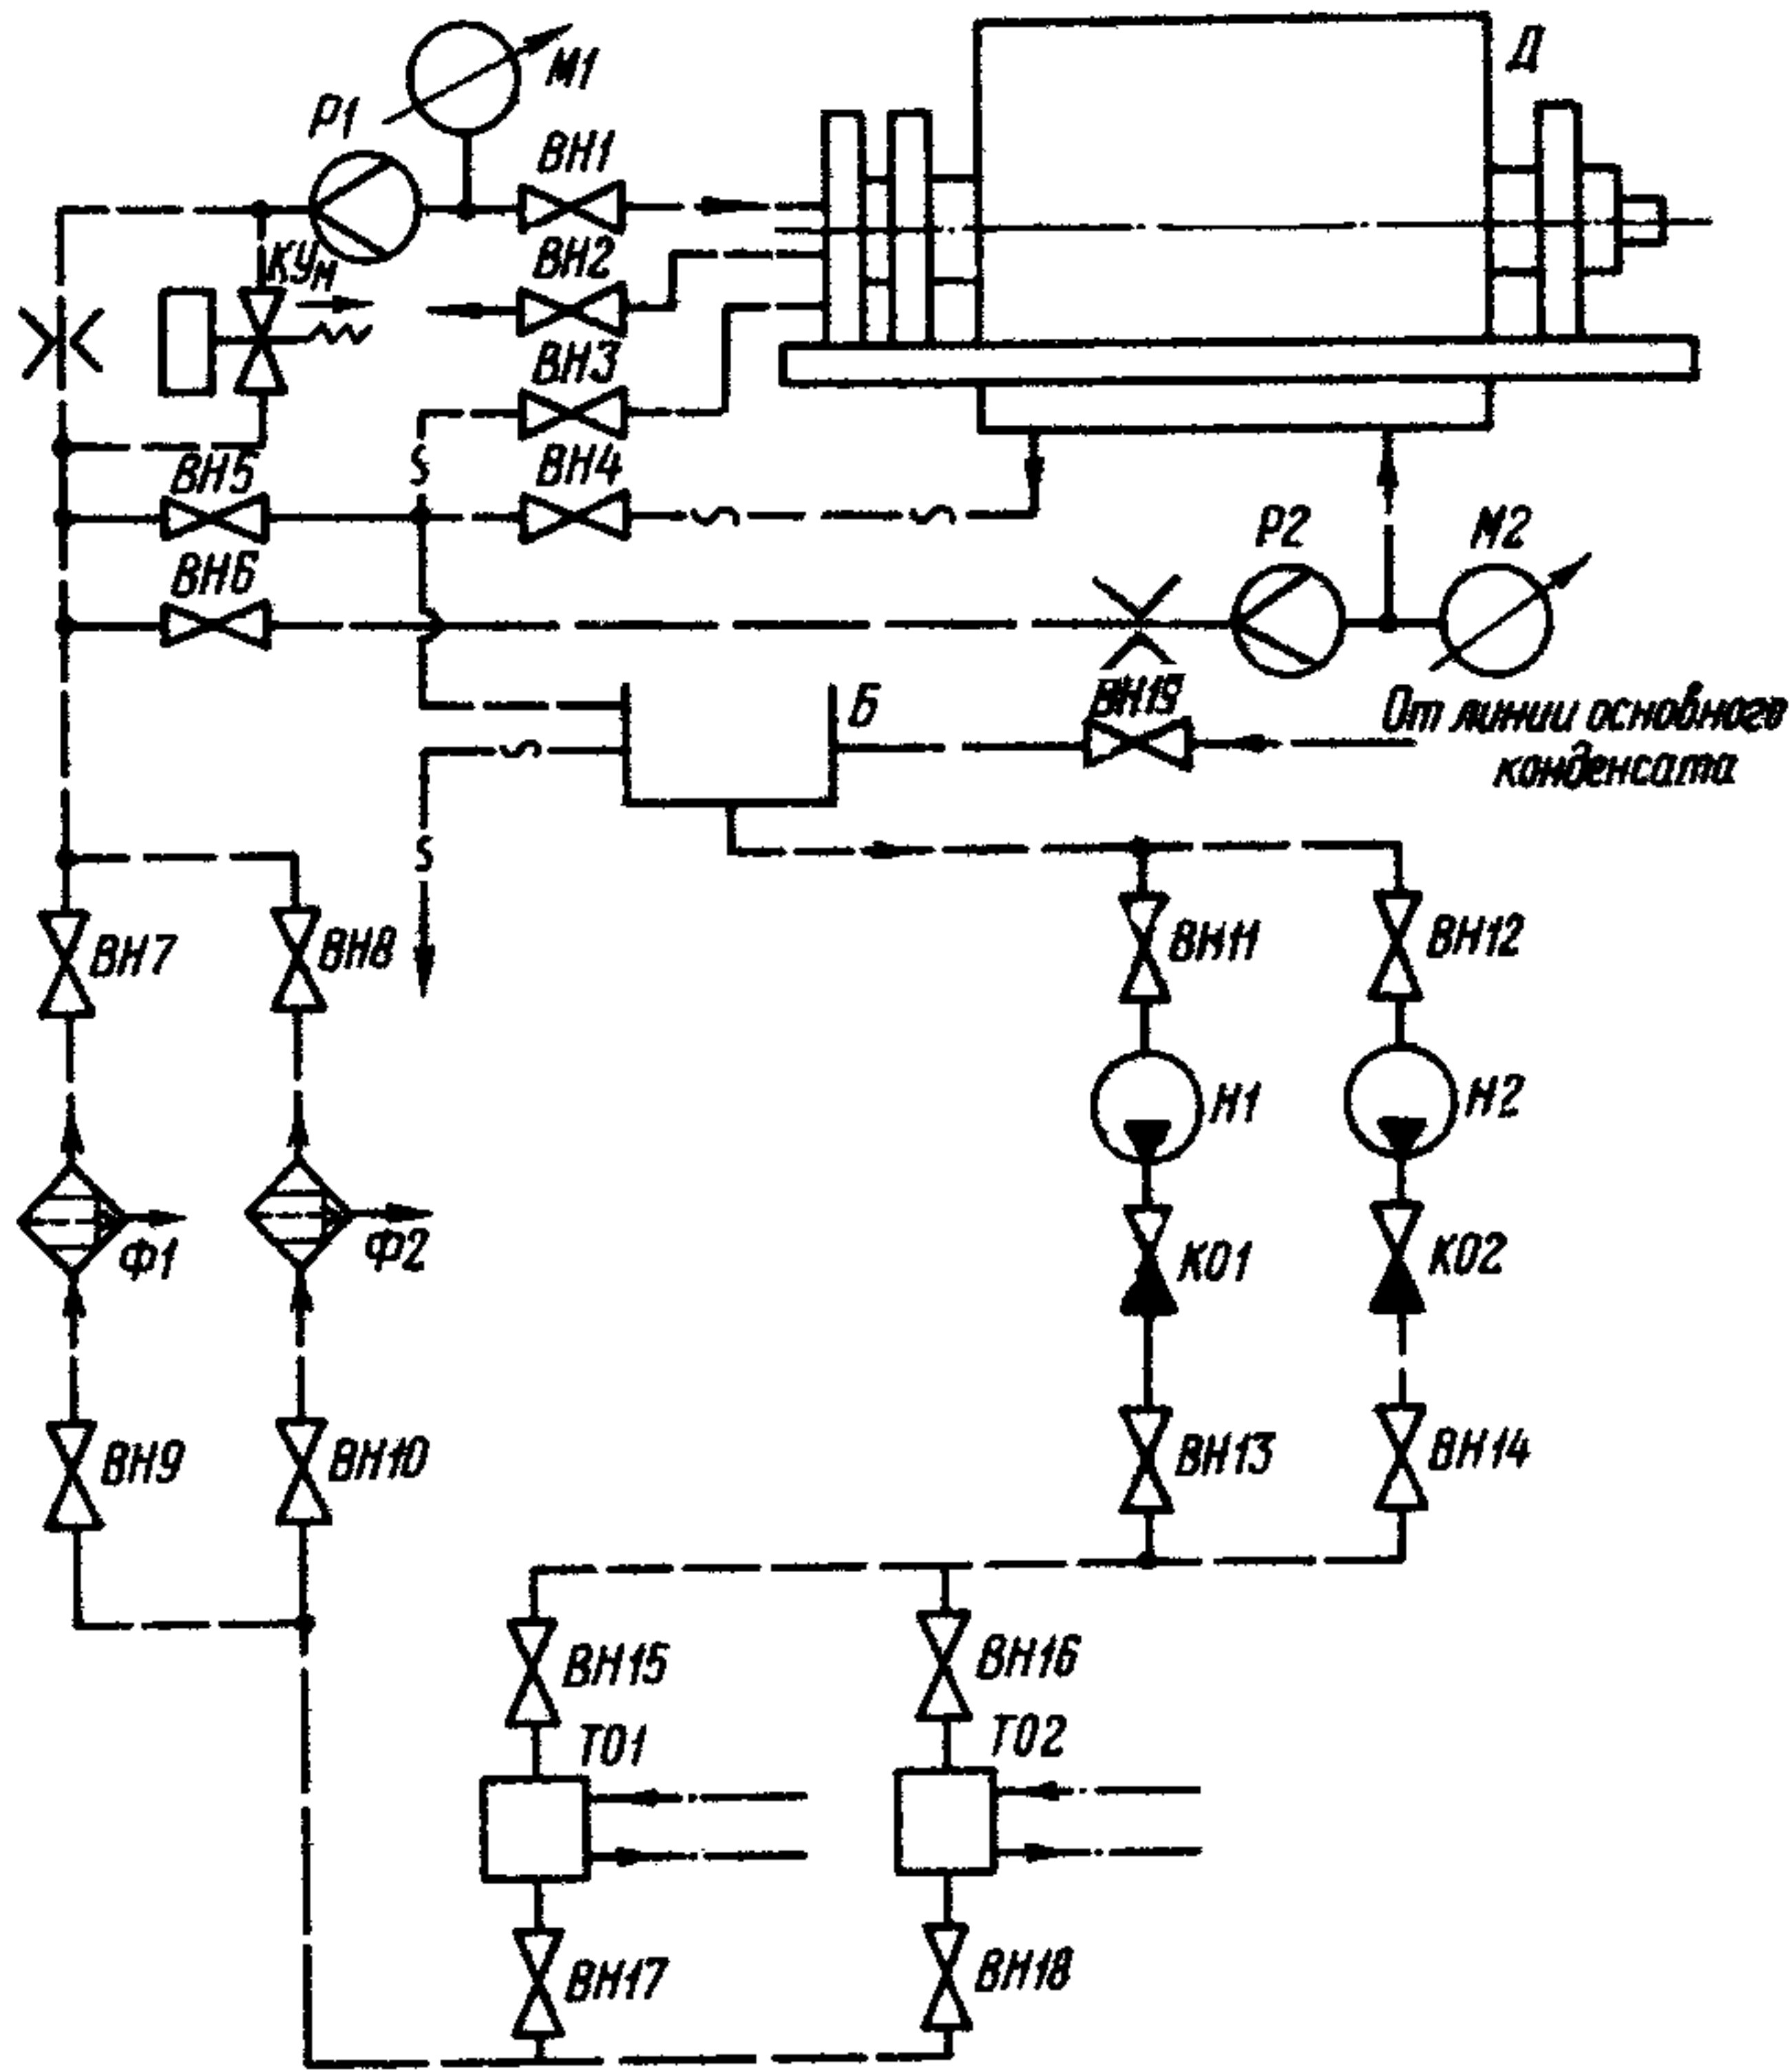 М1
Д
Р1
ВН1
ВН2
КУм
ВН3
ВН4
ВН5
ВН6
Р2
М2
ВН19
Б
От линии основного
конденсата
ВН7
ВН8
ВН11
ВН12
Н1
Н2
Ф1
Ф2
КО1
КО2
ВН9
ВН10
ВН13
ВН14
ВН15
ВН16
ТО1
ТО2
ВН17
ВН18